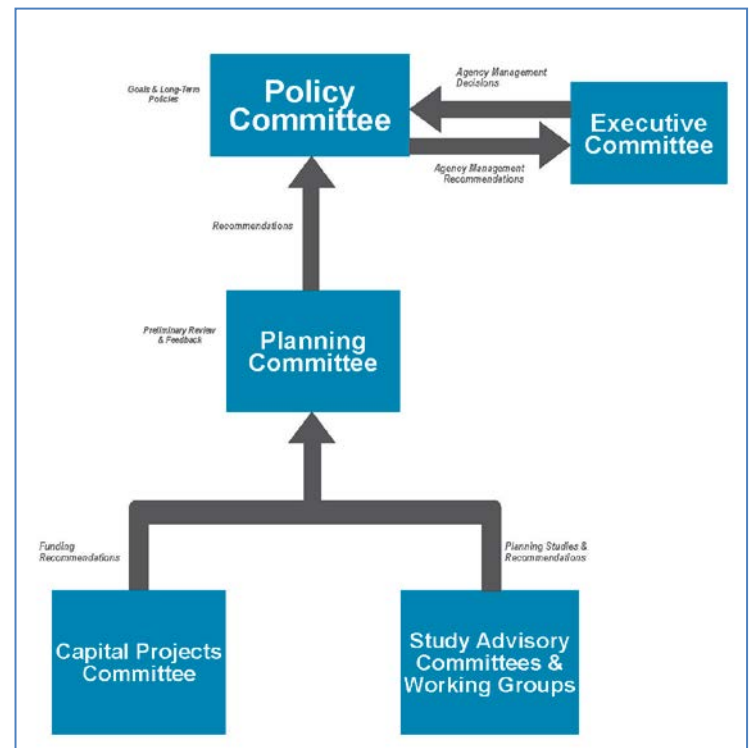 Goals & Long-Term
Policies
Policy
Committee
Agency Management
Decisions
Executive
Committee
Agency Management
Recommendations
Recommendations
Preliminary Review
& Feedback
Planning
Committee
Funding
Recommendations
Planning Studies &
Recommendations
Capital Projects
Committee
Study Advisory
Committees &
Working Groups